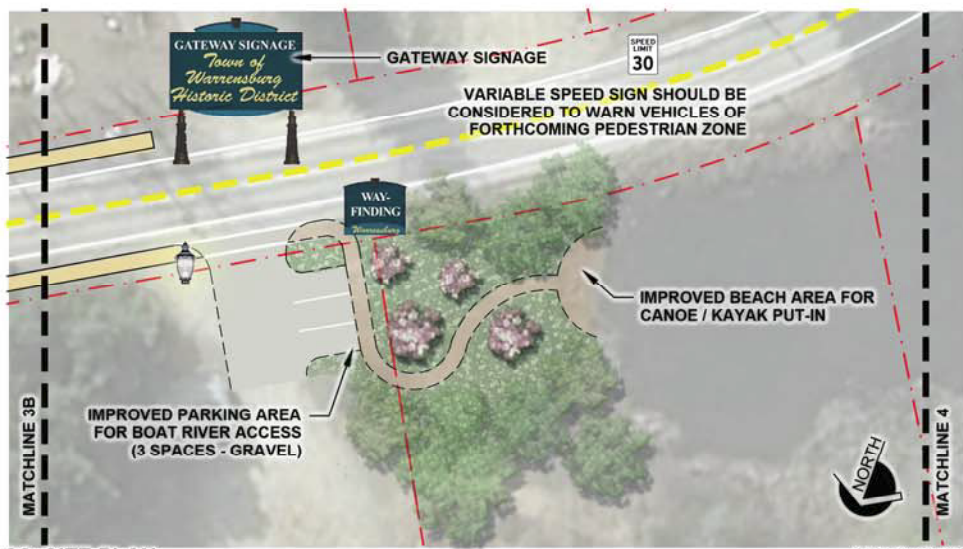 GATEWAY SIGNAGE
Town of
Warrensburg
Historic District
GATEWAY SIGNAGE
SPEED
LIMIT
30
VARIABLE SPEED SIGN SHOULD BE
CONSIDERED TO WARN VEHICLES OF
FORTHCOMING PEDESTRIAN ZONE
WAY-
FINDING
Warrensburg
IMPROVED BEACH AREA FOR
CANOE / KAYAK PUT-IN
IMPROVED PARKING AREA
FOR BOAT RIVER ACCESS
(3 SPACES - GRAVEL)
MATCHLINE 3B
NORTH
MATCHLINE 4